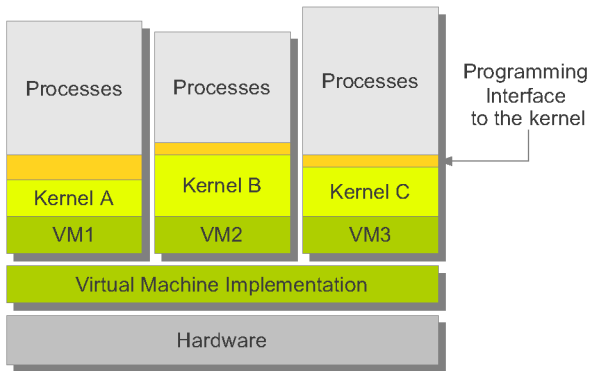 Processes
Processes
Processes
Programming
Interface
to the kernel
Kernel A
Kernel B
Kernel C
VM1
VM2
VM3
Virtual Machine Implementation
Hardware